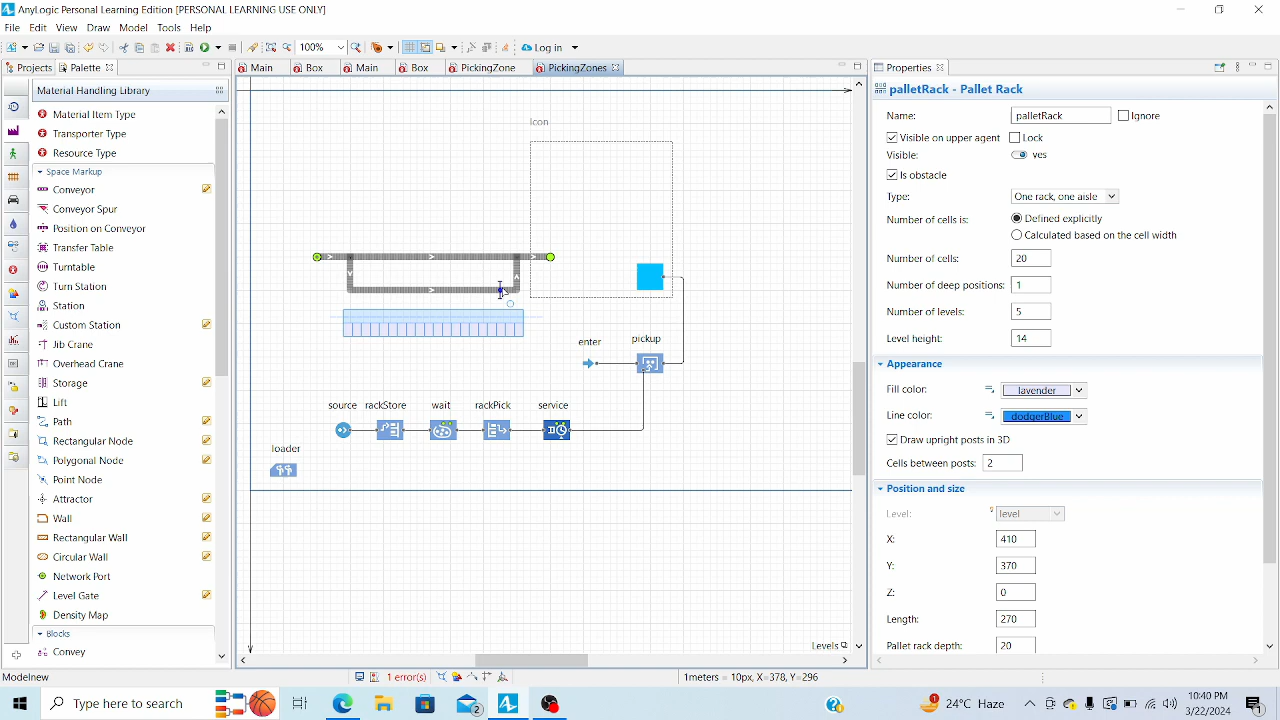 AnyLogic Personal Learning Edition [PERSONAL LEARNING USE ONLY]
File Edit View Draw Model Tools Help
100% Log in
Projects Palette Main Box Main Box PickingZone PickingZones Properties
Material Handling Library
Material Item Type
Transporter Type
Resource Type
Space Markup
Conveyor
Conveyor Spur
Position on Conveyor
Transfer Table
Turntable
Turn Station
Station
Custom Station
Jib Crane
Overhead Crane
Storage
Lift
Path
Rectangular Node
Polygonal Node
Point Node
Attractor
Wall
Rectangular Wall
Circular Wall
Escalator
Network Port
Level Gate
Density Map
Blocks
Convey
Icon
enter
pickup
source rackStore wait rackPick service
loader
Levels
palletRack - Pallet Rack
Name: palletRack Ignore
Visible on upper agent Lock
Visible: yes
Is obstacle
Type: One rack, one aisle
Number of cells is: Defined explicitly
Calculated based on the cell width
Number of cells: 20
Number of deep positions: 1
Number of levels: 5
Level height: 14
Appearance
Fill color: lavender
Line color: dodgerBlue
Draw upright posts in 3D
Cells between posts: 2
Position and size
Level: level
X: 410
Y: 370
Z: 0
Length: 270
Pallet rack depth: 20
Modelnew 1 error(s) 1meters = 10px, X=378, Y=296
Type here to search 2 1 24°C Haze 10:40 PM
3/22/2024 1